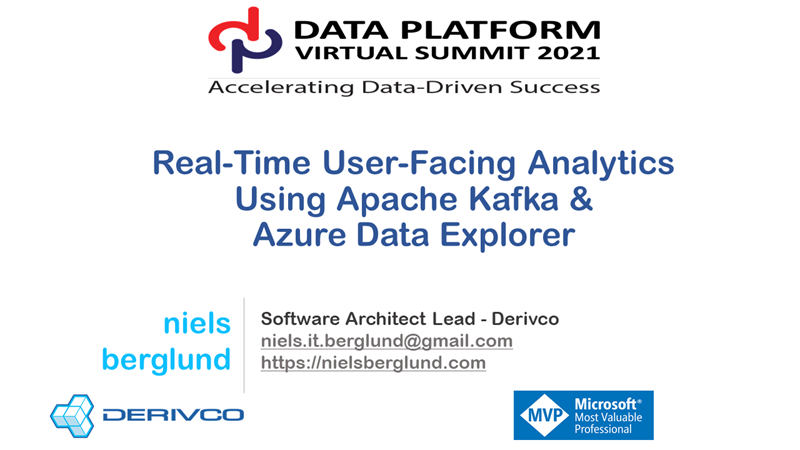 DATA PLATFORM
VIRTUAL SUMMIT 2021
Accelerating Data-Driven Success
Real-Time User-Facing Analytics
Using Apache Kafka &
Azure Data Explorer
niels
berglund
Software Architect Lead - Derivco
niels.it.berglund@gmail.com
https://nielsberglund.com
DERIVCO
MVP
Microsoft®
Most Valuable
Professional